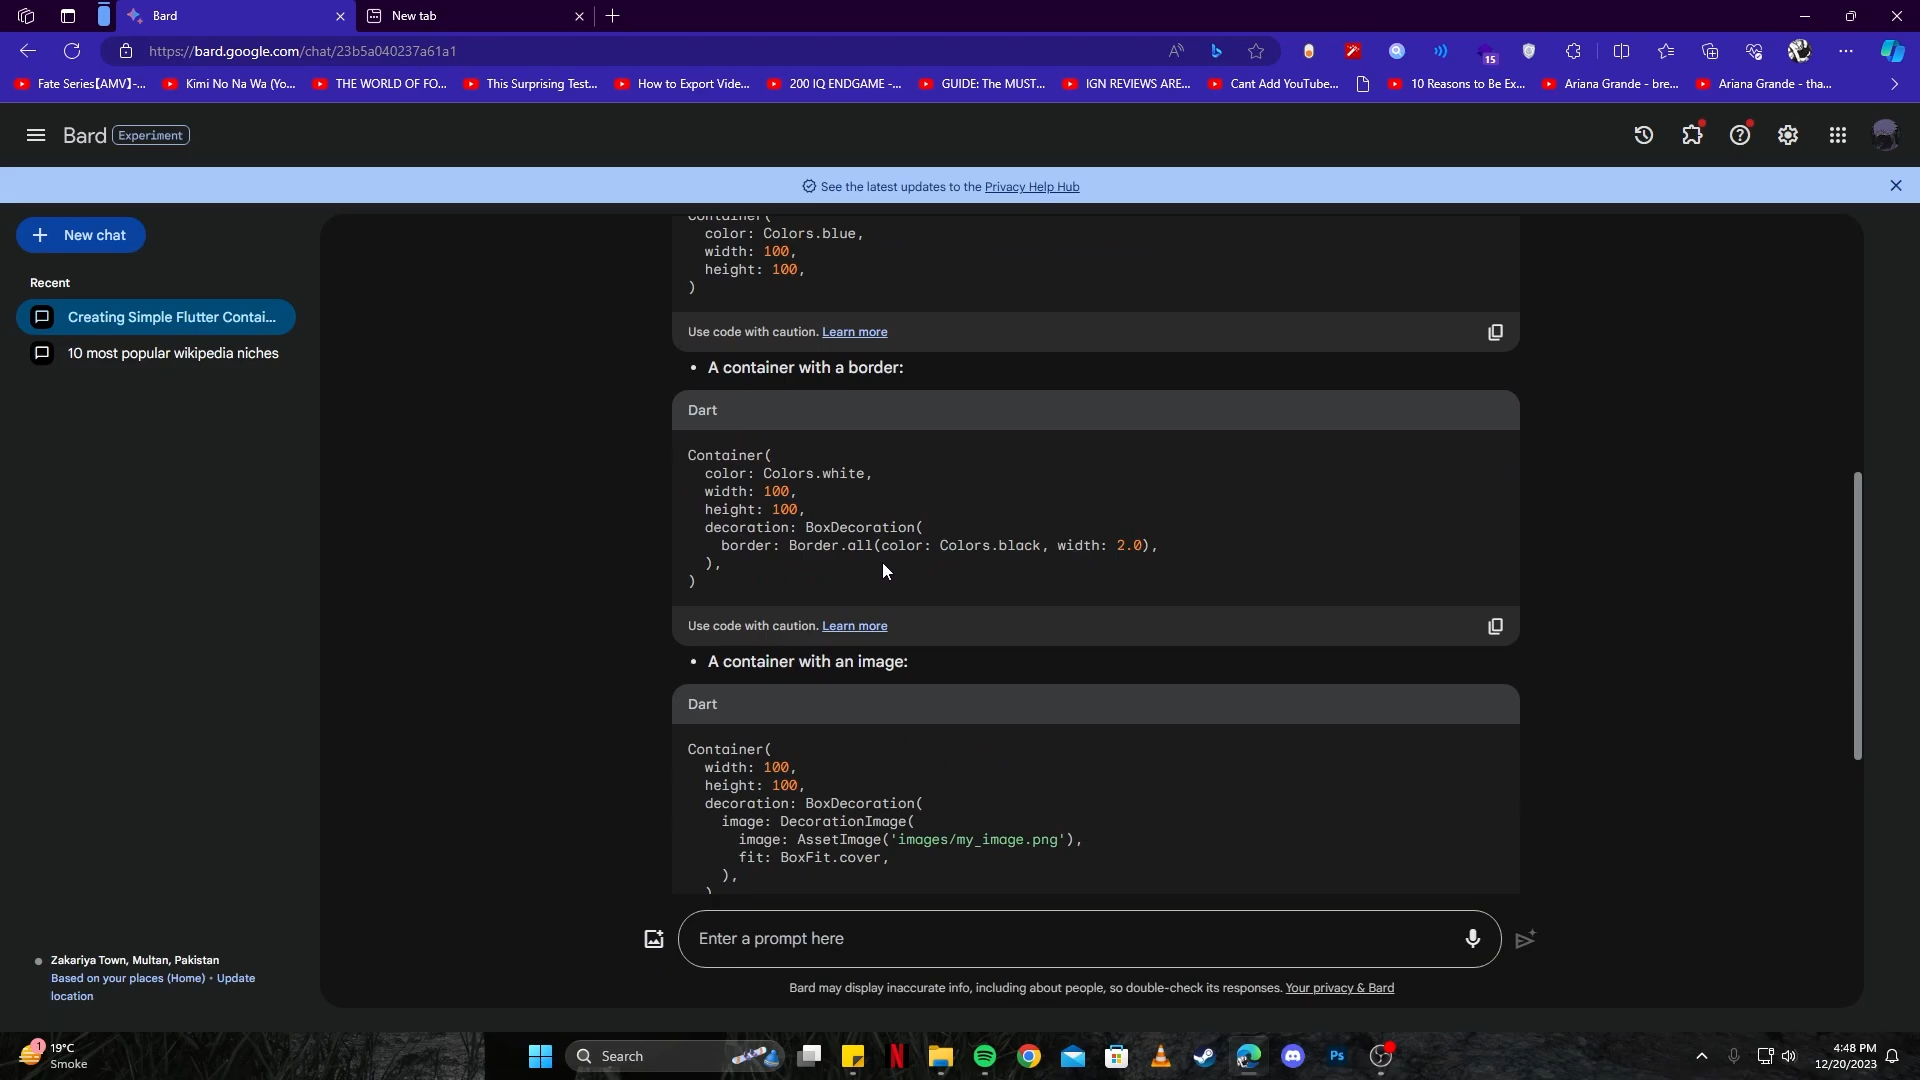 Bard
New tab
https://bard.google.com/chat/23b5a040237a61a1
15
Fate Series【AMV】-...
Kimi No Na Wa (Yo...
THE WORLD OF FO...
This Surprising Test...
How to Export Vide...
200 IQ ENDGAME -...
GUIDE: The MUST...
IGN REVIEWS ARE...
Cant Add YouTube...
10 Reasons to Be Ex...
Ariana Grande - bre...
Ariana Grande - tha...
Bard Experiment
See the latest updates to the Privacy Help Hub
New chat
Recent
Creating Simple Flutter Contai...
10 most popular wikipedia niches
Container(
color: Colors.blue,
width: 100,
height: 100,
)
Use code with caution. Learn more
• A container with a border:
Dart
Container(
color: Colors.white,
width: 100,
height: 100,
decoration: BoxDecoration(
border: Border.all(color: Colors.black, width: 2.0),
),
)
Use code with caution. Learn more
• A container with an image:
Dart
Container(
width: 100,
height: 100,
decoration: BoxDecoration(
image: DecorationImage(
image: AssetImage('images/my_image.png'),
fit: BoxFit.cover,
),
)
Enter a prompt here
Bard may display inaccurate info, including about people, so double-check its responses. Your privacy & Bard
Zakariya Town, Multan, Pakistan
Based on your places (Home) • Update
location
1
19°C
Smoke
Search
Ps
4:48 PM
12/20/2023